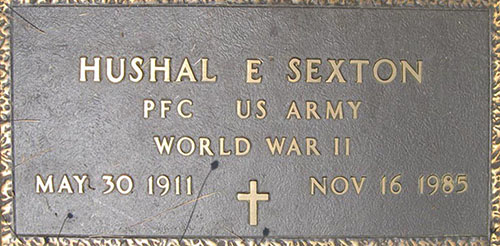 HUSHAL E SEXTON
PFC US ARMY
WORLD WAR II
MAY 30 1911 NOV 16 1985